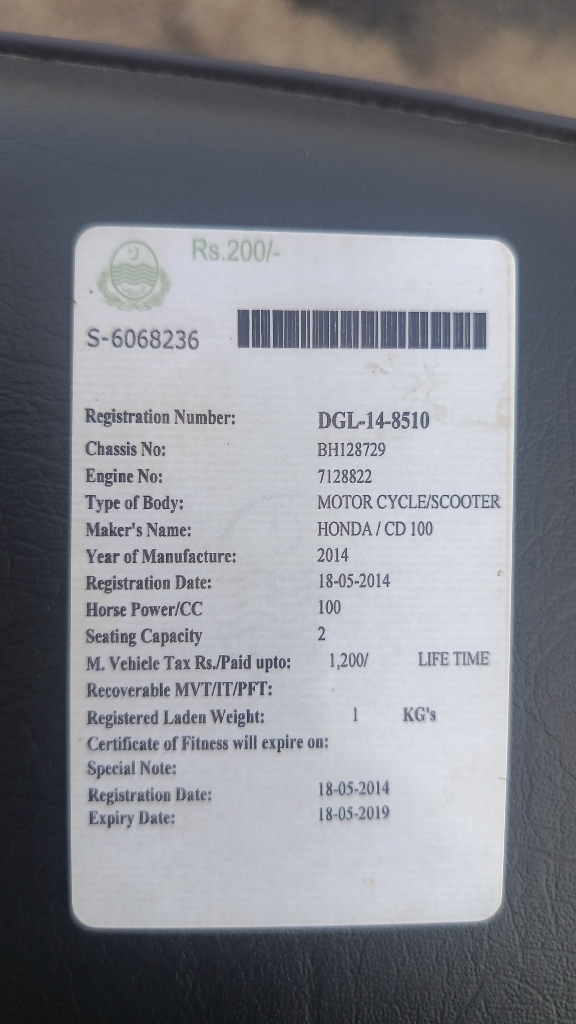 Rs.200/-
S-6068236
Registration Number: DGL-14-8510
Chassis No: BH128729
Engine No: 7128822
Type of Body: MOTOR CYCLE/SCOOTER
Maker's Name: HONDA / CD 100
Year of Manufacture: 2014
Registration Date: 18-05-2014
Horse Power/CC 100
Seating Capacity 2
M. Vehicle Tax Rs./Paid upto: 1,200/ LIFE TIME
Recoverable MVT/IT/PFT:
Registered Laden Weight: 1 KG's
Certificate of Fitness will expire on:
Special Note:
Registration Date: 18-05-2014
Expiry Date: 18-05-2019